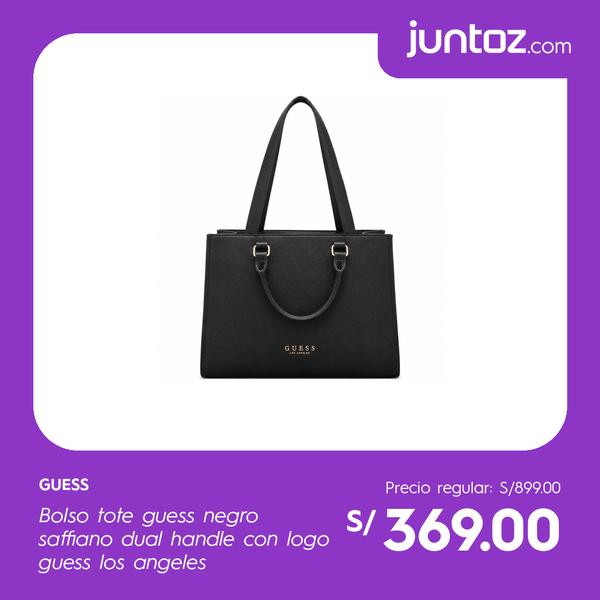 juntoz.com
GUESS
LOS ANGELES
GUESS
Bolso tote guess negro
saffiano dual handle con logo
guess los angeles
Precio regular: S/899.00
S/ 369.00